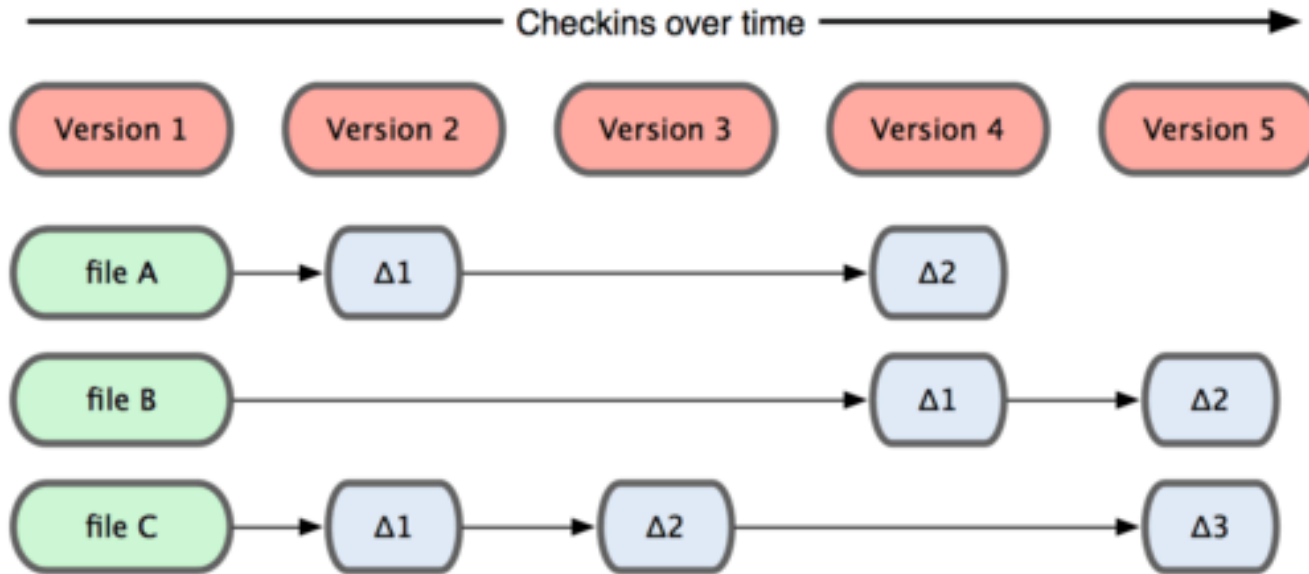 Checkins over time
Version 1 Version 2 Version 3 Version 4 Version 5
file A Δ1 Δ2
file B Δ1 Δ2
file C Δ1 Δ2 Δ3